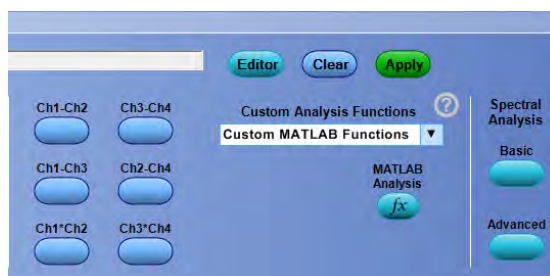 Editor Clear Apply
Ch1-Ch2 Ch3-Ch4 Custom Analysis Functions ? Spectral
Analysis
Custom MATLAB Functions ▼
Basic
Ch1-Ch3 Ch2-Ch4 MATLAB
Analysis
fx
Ch1*Ch2 Ch3*Ch4 Advanced